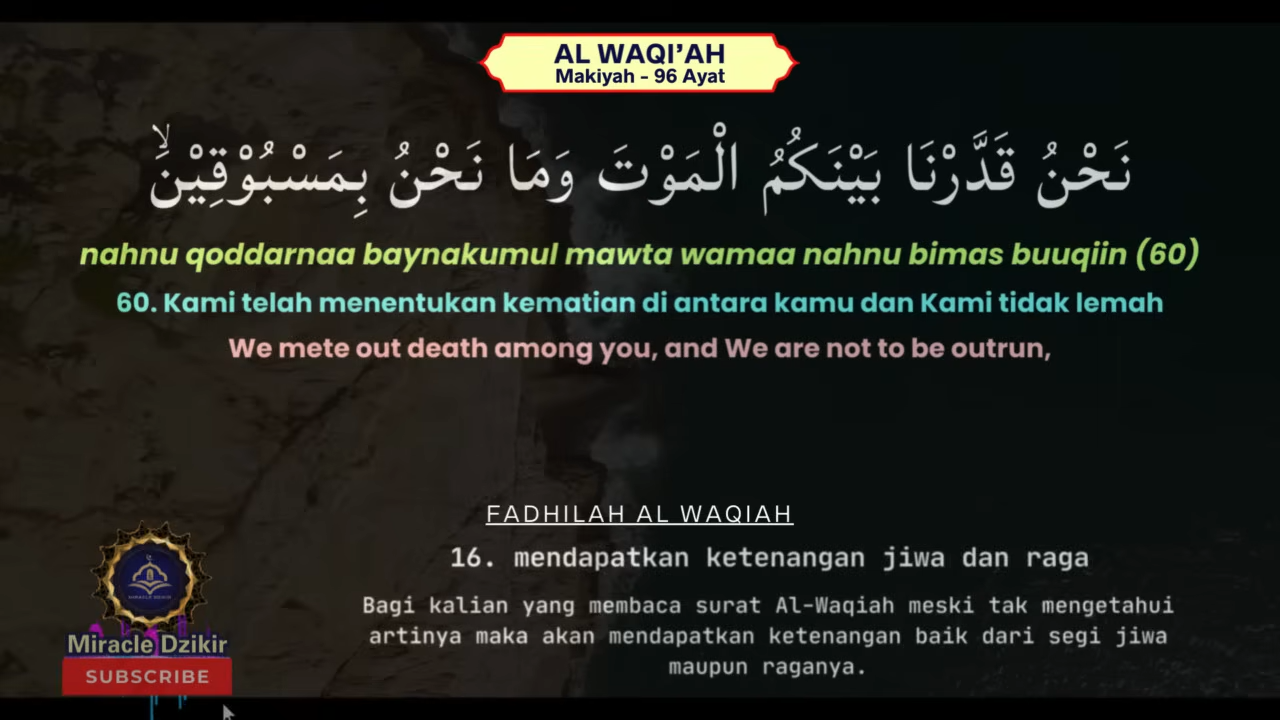 AL WAQI’AH
Makiyah - 96 Ayat
نَحْنُ قَدَّرْنَا بَيْنَكُمُ الْمَوْتَ وَمَا نَحْنُ بِمَسْبُوْقِيْنَۙ
nahnu qoddarnaa baynakumul mawta wamaa nahnu bimas buuqiin (60)
60. Kami telah menentukan kematian di antara kamu dan Kami tidak lemah
We mete out death among you, and We are not to be outrun,
FADHILAH AL WAQIAH
16. mendapatkan ketenangan jiwa dan raga
Bagi kalian yang membaca surat Al-Waqiah meski tak mengetahui
artinya maka akan mendapatkan ketenangan baik dari segi jiwa
maupun raganya.
MIRACLE DZIKIR
Miracle Dzikir
SUBSCRIBE